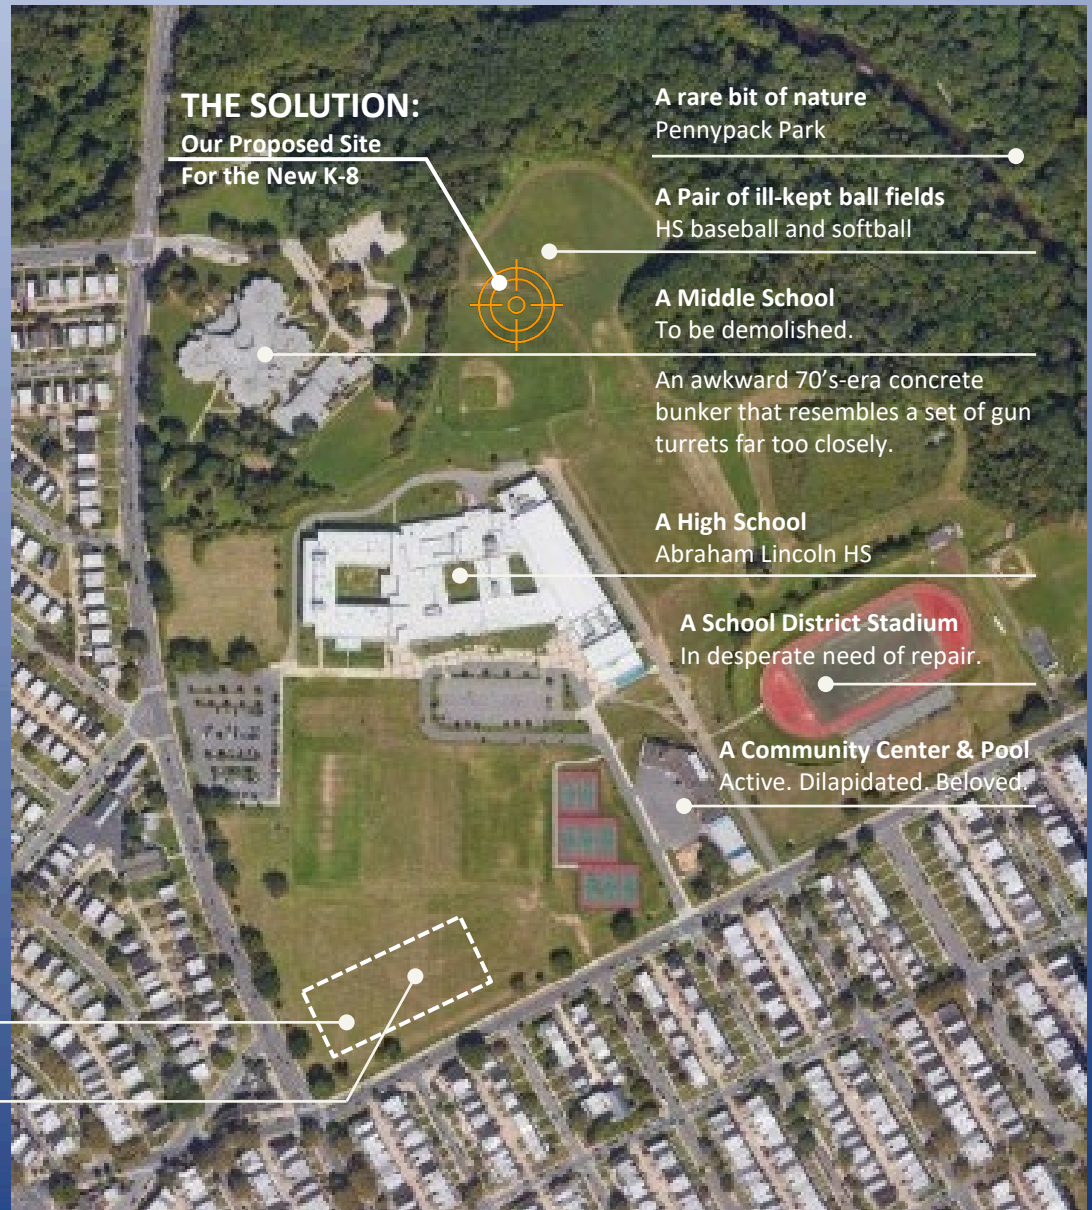 THE SOLUTION:
Our Proposed Site
For the New K-8
A rare bit of nature
Pennypack Park
A Pair of ill-kept ball fields
HS baseball and softball
A Middle School
To be demolished.
An awkward 70’s-era concrete
bunker that resembles a set of gun
turrets far too closely.
A High School
Abraham Lincoln HS
A School District Stadium
In desperate need of repair.
A Community Center & Pool
Active. Dilapidated. Beloved.